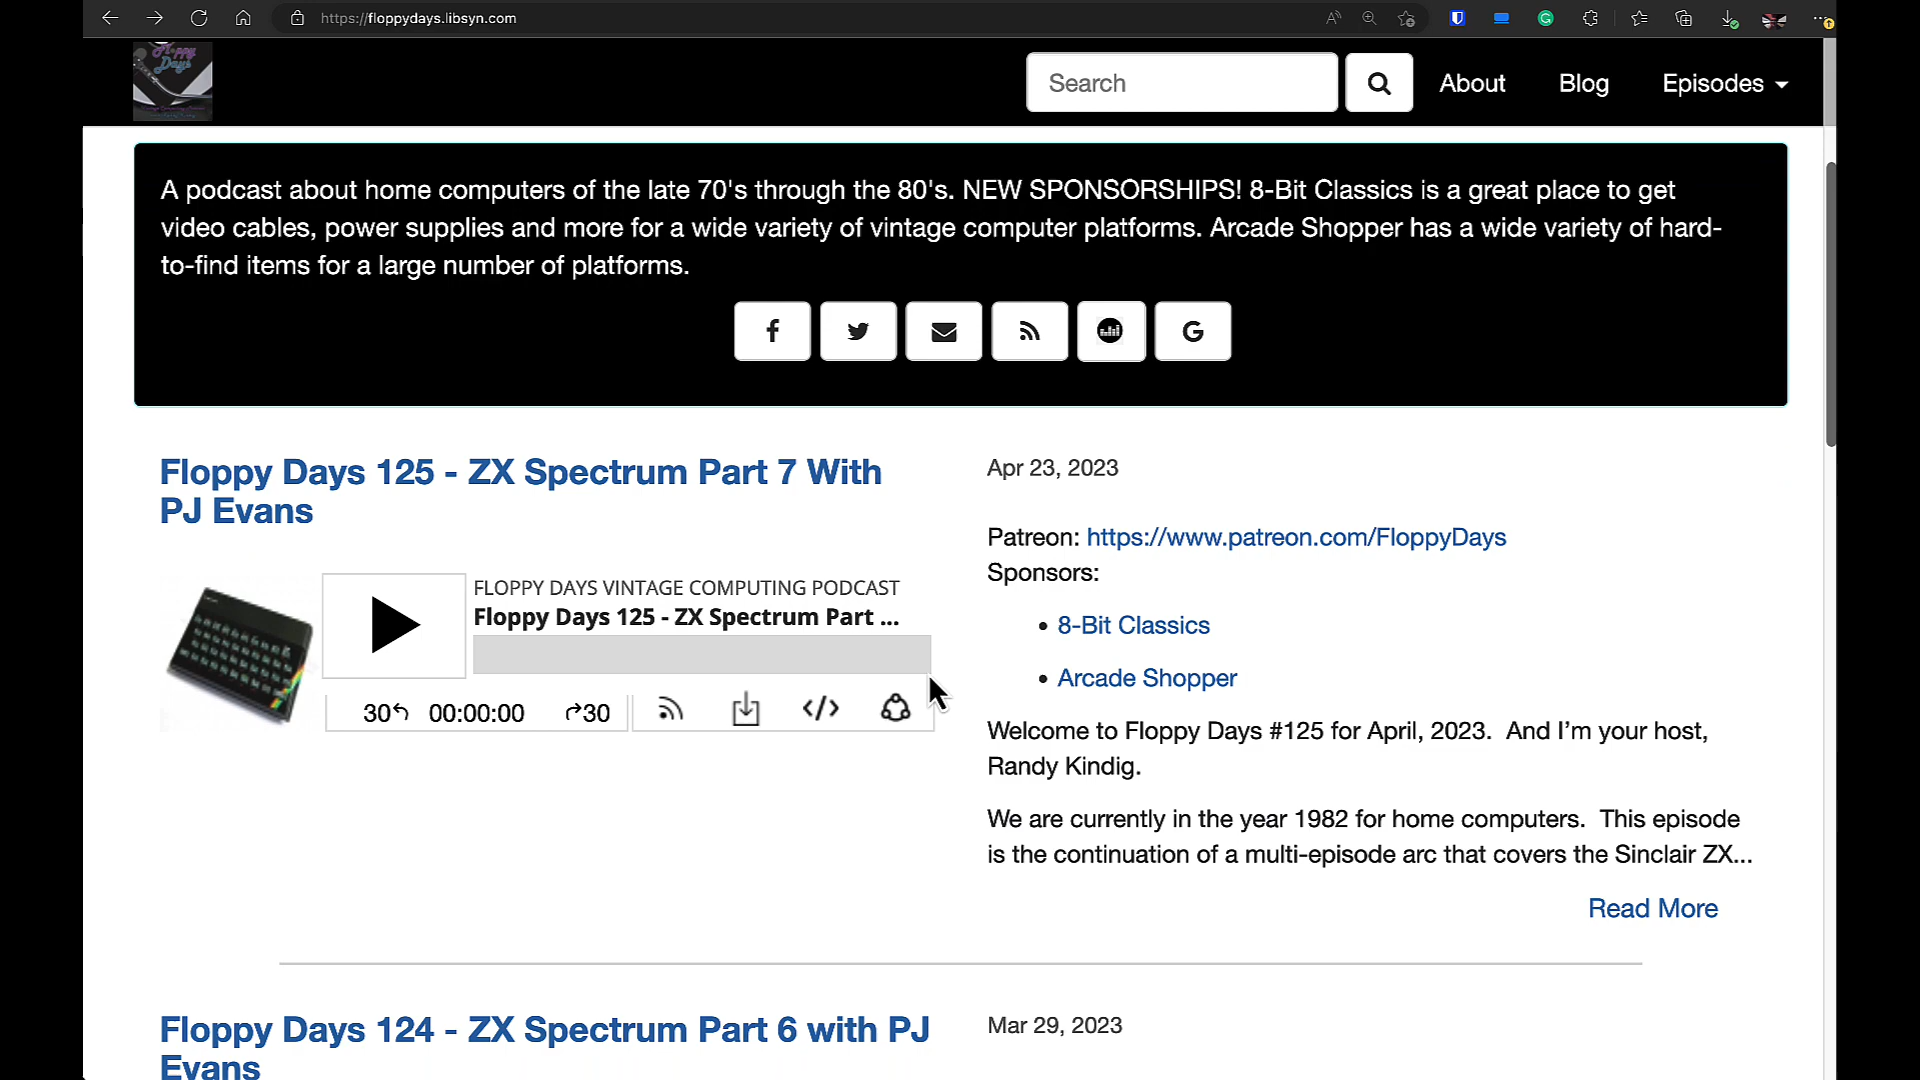 https://floppydays.libsyn.com
Floppy
Days
Search
About
Blog
Episodes
A podcast about home computers of the late 70's through the 80's. NEW SPONSORSHIPS! 8-Bit Classics is a great place to get
video cables, power supplies and more for a wide variety of vintage computer platforms. Arcade Shopper has a wide variety of hard-
to-find items for a large number of platforms.
Floppy Days 125 - ZX Spectrum Part 7 With
PJ Evans
FLOPPY DAYS VINTAGE COMPUTING PODCAST
Floppy Days 125 - ZX Spectrum Part ...
30
00:00:00
30
Apr 23, 2023
Patreon: https://www.patreon.com/FloppyDays
Sponsors:
• 8-Bit Classics
• Arcade Shopper
Welcome to Floppy Days #125 for April, 2023.  And I’m your host,
Randy Kindig.
We are currently in the year 1982 for home computers.  This episode
is the continuation of a multi-episode arc that covers the Sinclair ZX...
Read More
Floppy Days 124 - ZX Spectrum Part 6 with PJ
Evans
Mar 29, 2023